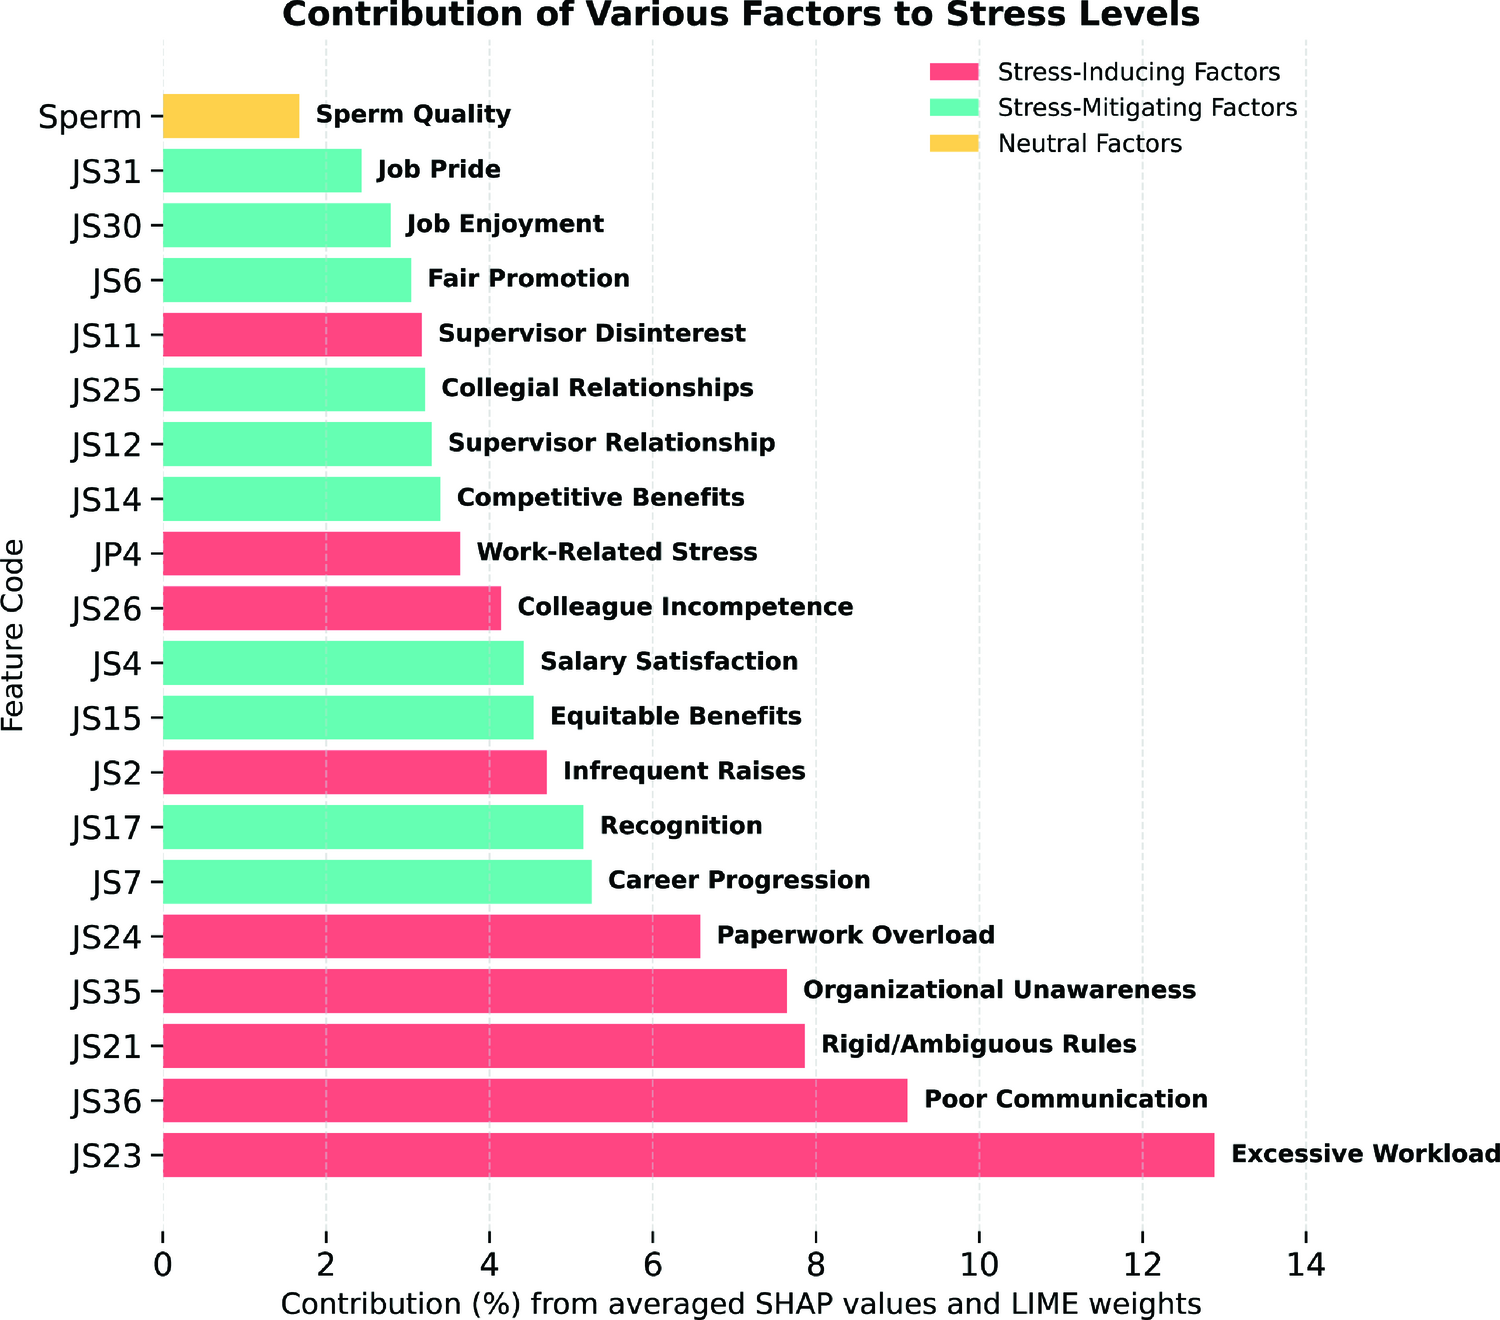 Contribution of Various Factors to Stress Levels
Stress-Inducing Factors
Stress-Mitigating Factors
Neutral Factors
Feature Code
Sperm Sperm Quality
JS31 Job Pride
JS30 Job Enjoyment
JS6 Fair Promotion
JS11 Supervisor Disinterest
JS25 Collegial Relationships
JS12 Supervisor Relationship
JS14 Competitive Benefits
JP4 Work-Related Stress
JS26 Colleague Incompetence
JS4 Salary Satisfaction
JS15 Equitable Benefits
JS2 Infrequent Raises
JS17 Recognition
JS7 Career Progression
JS24 Paperwork Overload
JS35 Organizational Unawareness
JS21 Rigid/Ambiguous Rules
JS36 Poor Communication
JS23 Excessive Workload
0 2 4 6 8 10 12 14
Contribution (%) from averaged SHAP values and LIME weights